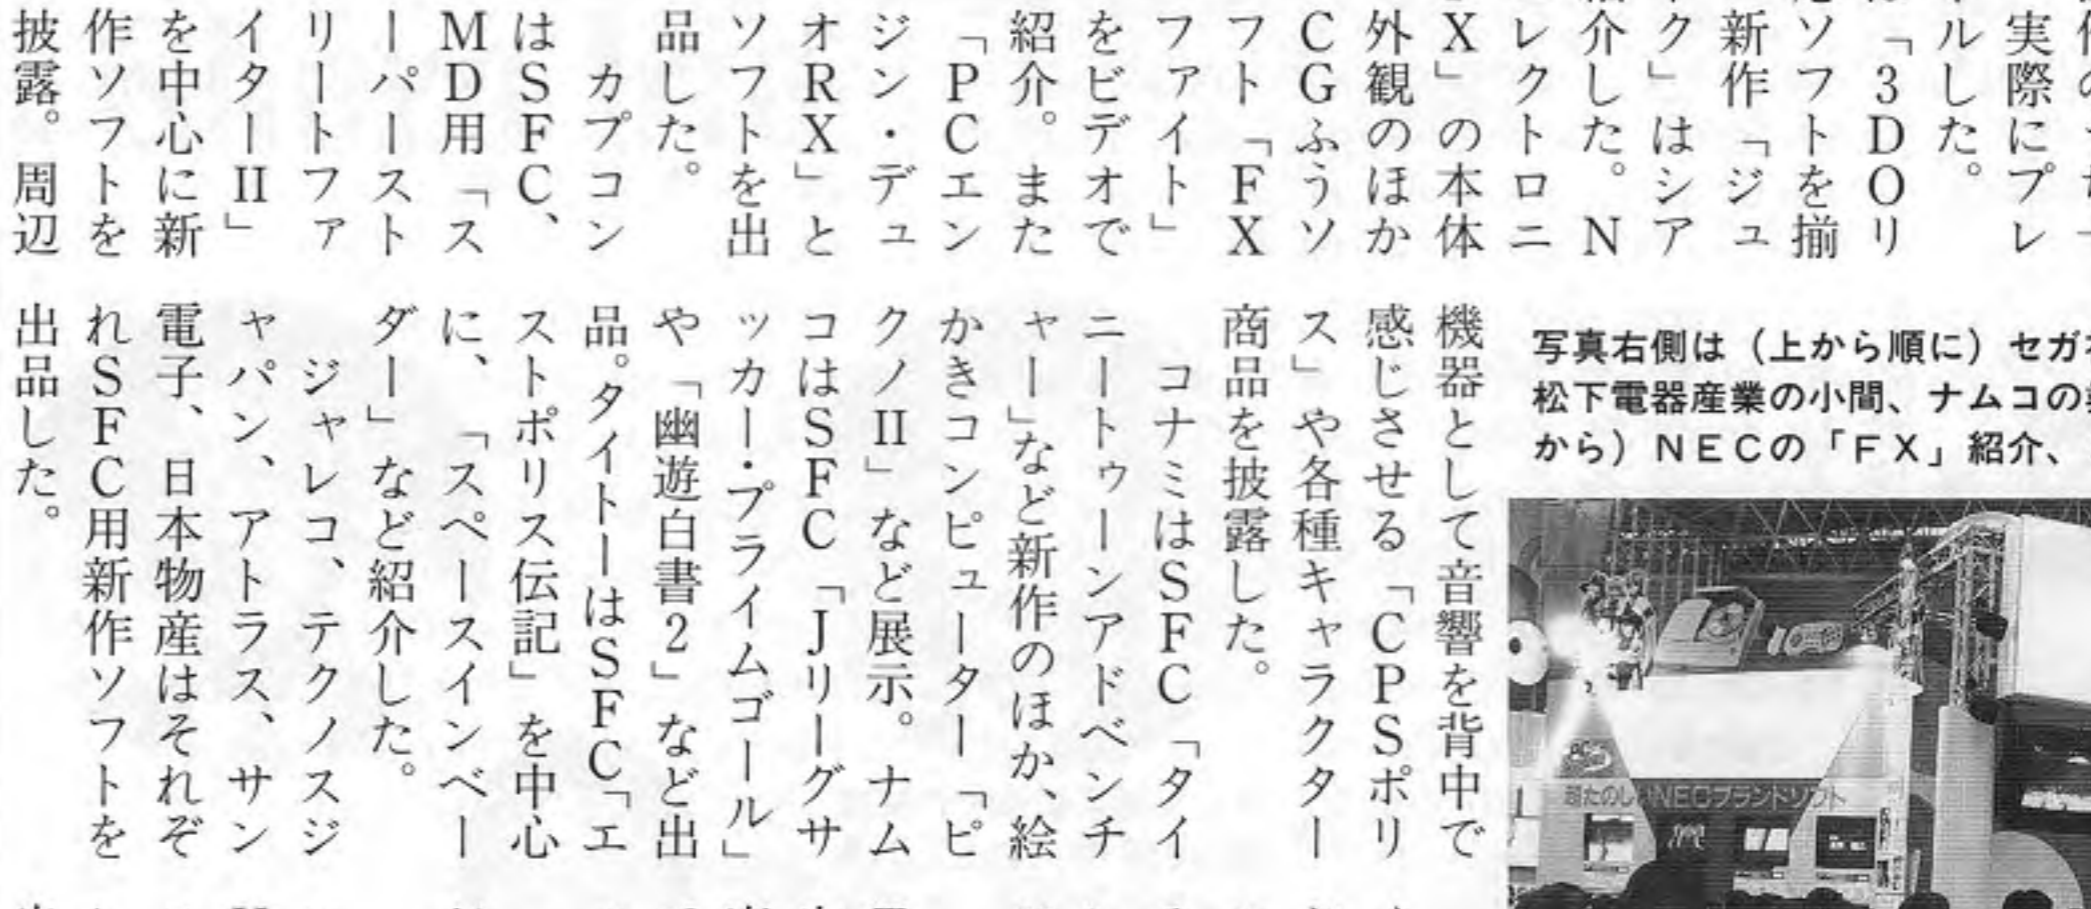 実際にプレ
ルした。
「3DOリ
ソフトを揃
新作「ジュ
ク」はシア
介した。N
レクトロニ
X」の本体
外観のほか
CGふうソ
フト「FX
ファイト」
をビデオで
紹介。また
「PCエン
ジン・デュ
オRX」と
ソフトを出
品した。
カプコン
はSFC、
MD用「ス
ーパースト
リートファ
イターII」
を中心に新
作ソフトを
披露。周辺
機器として音響を背中で
感じさせる「CPSポリ
ス」や各種キャラクター
商品を披露した。
コナミはSFC「タイ
ニートゥーンアドベンチ
ャー」など新作のほか、絵
かきコンピューター「ピ
クノII」など展示。ナム
コはSFC「Jリーグサ
ッカー・プライムゴール」
や「幽遊白書2」など出
品。タイトーはSFC「エ
ストポリス伝記」を中心
に、「スペースインベー
ダー」など紹介した。
ジャレコ、テクノスジ
ャパン、アトラス、サン
電子、日本物産はそれぞ
れSFC用新作ソフトを
出品した。
写真右側は（上から順に）セガ
松下電器産業の小間、ナムコの
から）NECの「FX」紹介、
超たのしいNECブランドソフト